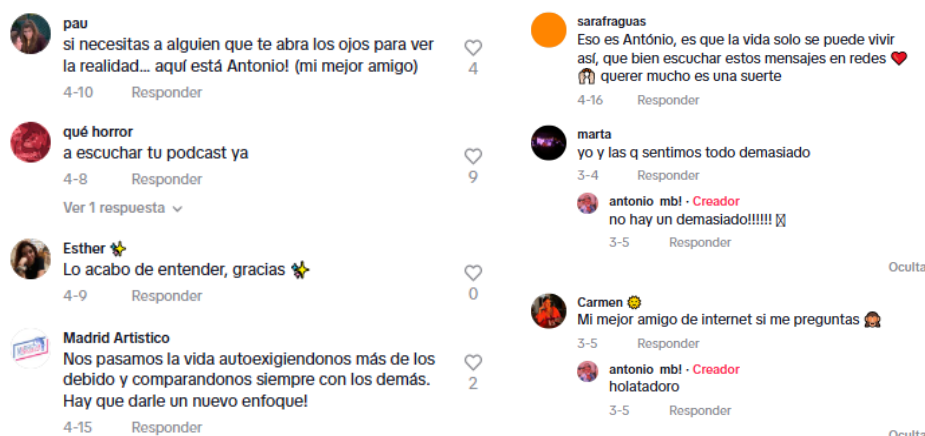 pau
si necesitas a alguien que te abra los ojos para ver
la realidad... aquí está Antonio! (mi mejor amigo)
4
4-10 Responder
qué horror
a escuchar tu podcast ya
9
4-8 Responder
Ver 1 respuesta
Esther ✨
Lo acabo de entender, gracias ✨
0
4-9 Responder
Madrid Artistico
Nos pasamos la vida autoexigiendonos más de los
debido y comparandonos siempre con los demás.
Hay que darle un nuevo enfoque!
2
4-15 Responder
sarafraguas
Eso es António, es que la vida solo se puede vivir
así, que bien escuchar estos mensajes en redes ❤️
🙌 querer mucho es una suerte
4-16 Responder
marta
yo y las q sentimos todo demasiado
3-4 Responder
antonio mb! · Creador
no hay un demasiado!!!!!!
3-5 Responder
Oculta
Carmen 🌞
Mi mejor amigo de internet si me preguntas 🙈
3-5 Responder
antonio mb! · Creador
holatadoro
3-5 Responder
Oculta